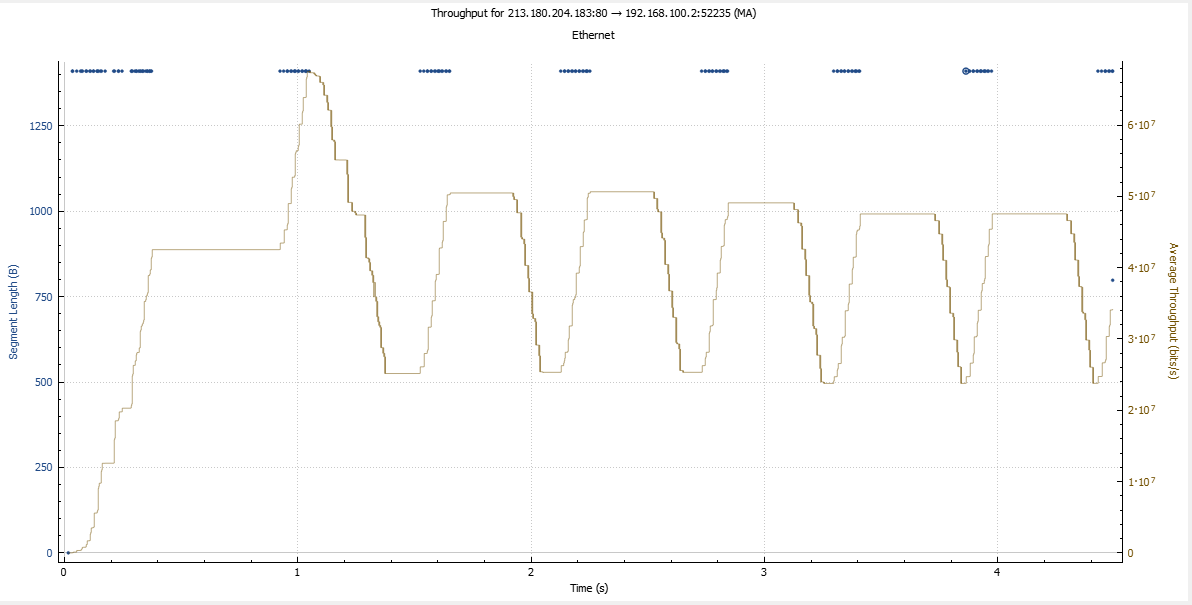 Throughput for 213.180.204.183:80 → 192.168.100.2:52235 (MA)
Ethernet
Segment Length (B)
1250
1000
750
500
250
0
6·10⁷
5·10⁷
4·10⁷
3·10⁷
2·10⁷
1·10⁷
0
Average Throughput (bits/s)
0 1 2 3 4
Time (s)